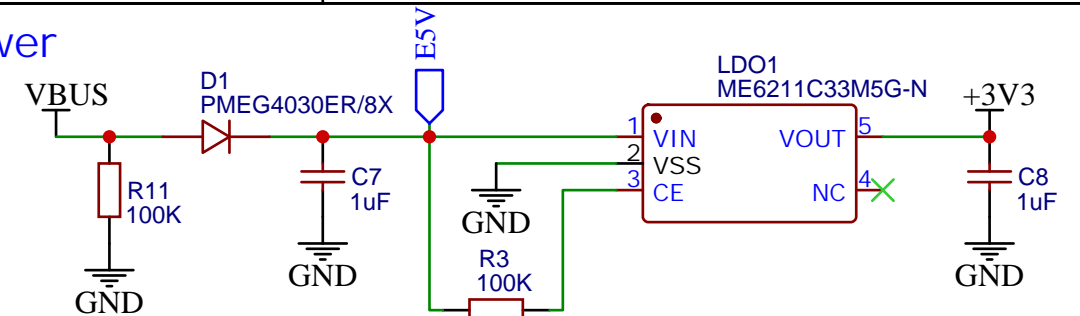 wer
E5V
VBUS
D1
PMEG4030ER/8X
LDO1
ME6211C33M5G-N
+3V3
1
VIN
2
VSS
3
CE
VOUT
5
NC
4
R11
100K
C7
1uF
C8
1uF
GND
R3
100K
GND
GND
GND